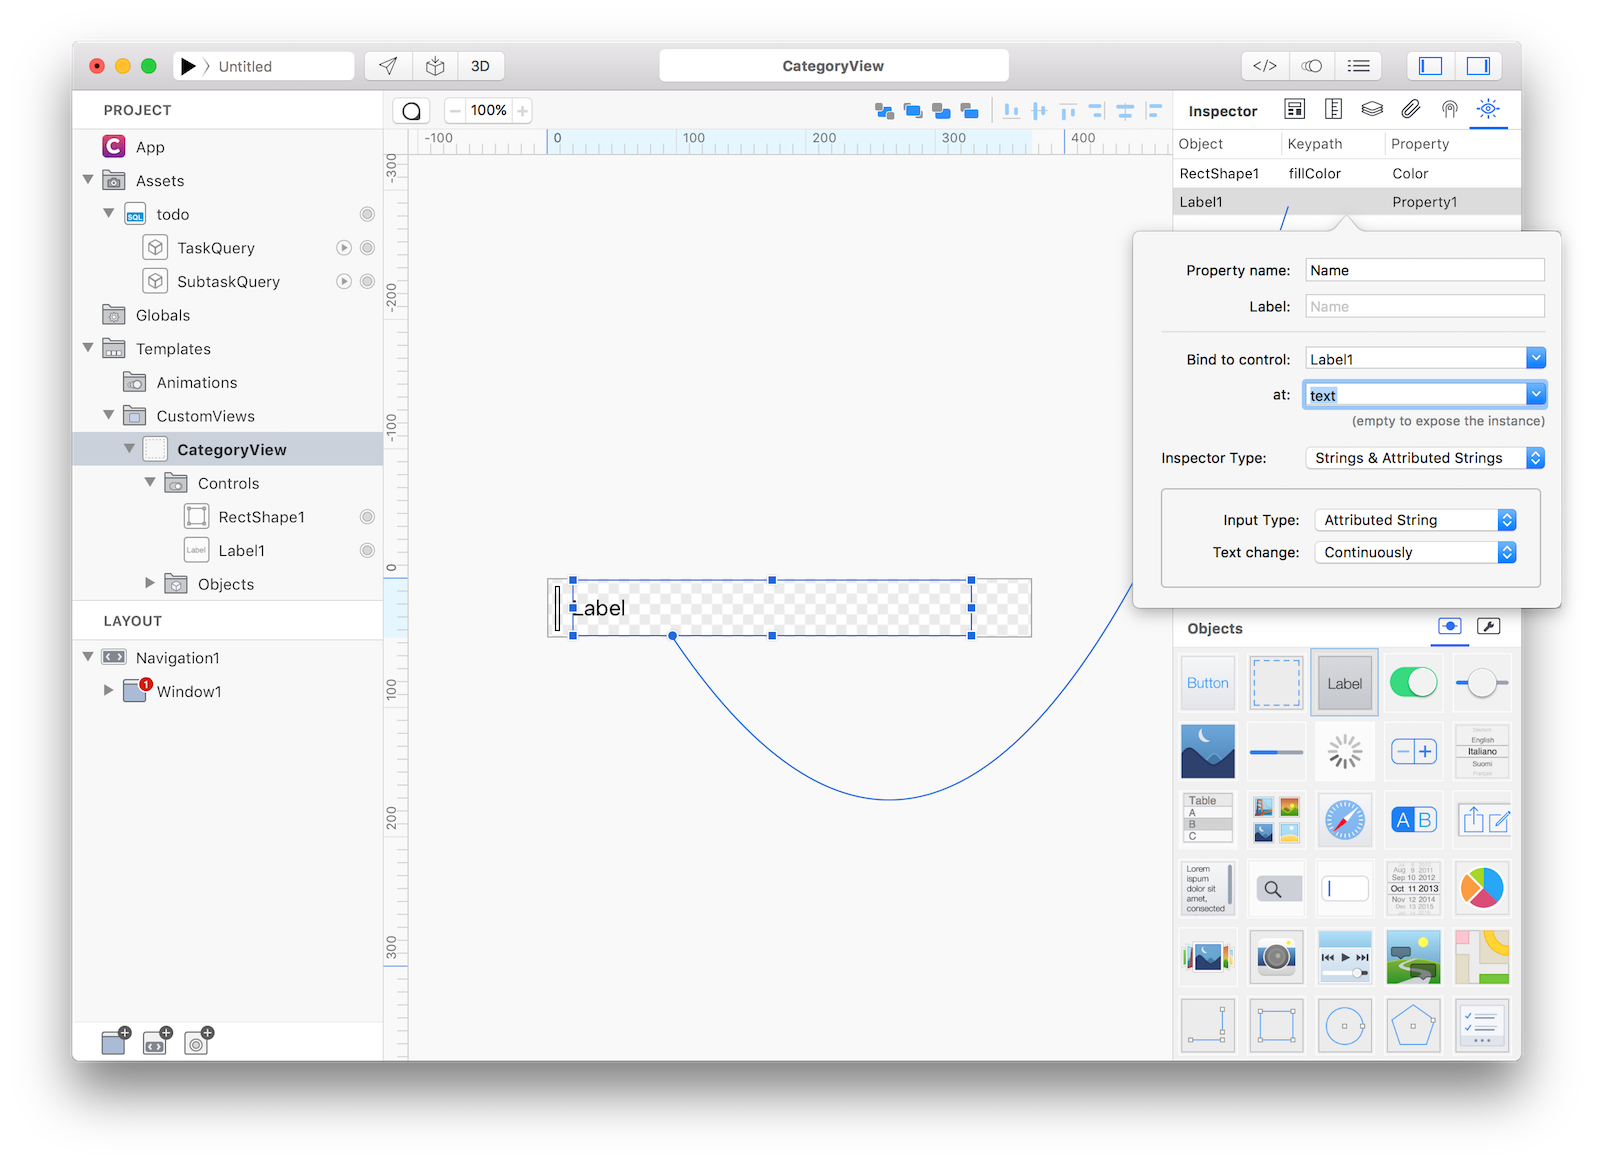 Untitled
3D
CategoryView
</>
PROJECT
App
Assets
SQL
todo
TaskQuery
SubtaskQuery
Globals
Templates
Animations
CustomViews
CategoryView
Controls
RectShape1
Label
Label1
Objects
LAYOUT
Navigation1
1
Window1
100%
-100
0
100
200
300
400
-300
-200
-100
0
100
200
300
Label
Inspector
Object Keypath Property
RectShape1 fillColor Color
Label1 Property1
Property name: Name
Label: Name
Bind to control: Label1
at: text
(empty to expose the instance)
Inspector Type: Strings & Attributed Strings
Input Type: Attributed String
Text change: Continuously
Objects
Button
Label
English
Italiano
Suomi
Français
Table
A
B
C
A B
Lorem
ispum
dolor sit
amet,
consected
Aug 9 2011
Sep 10 2012
Oct 11 2013
Nov 12 2014
Dec 13 2015